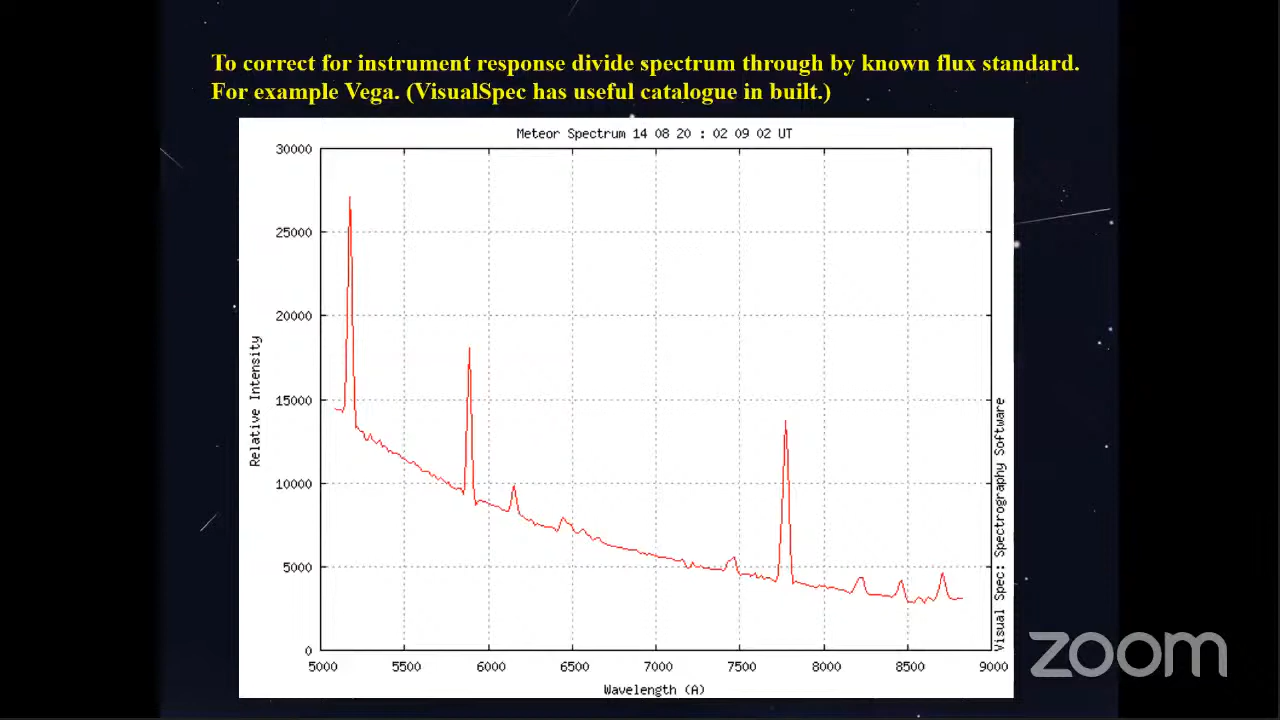 To correct for instrument response divide spectrum through by known flux standard.
For example Vega. (VisualSpec has useful catalogue in built.)
Meteor Spectrum 14 08 20 : 02 09 02 UT
30000
25000
20000
15000
10000
5000
0
Relative Intensity
Visual Spec: Spectrography Software
5000 5500 6000 6500 7000 7500 8000 8500 9000
Wavelength (A)
zoom